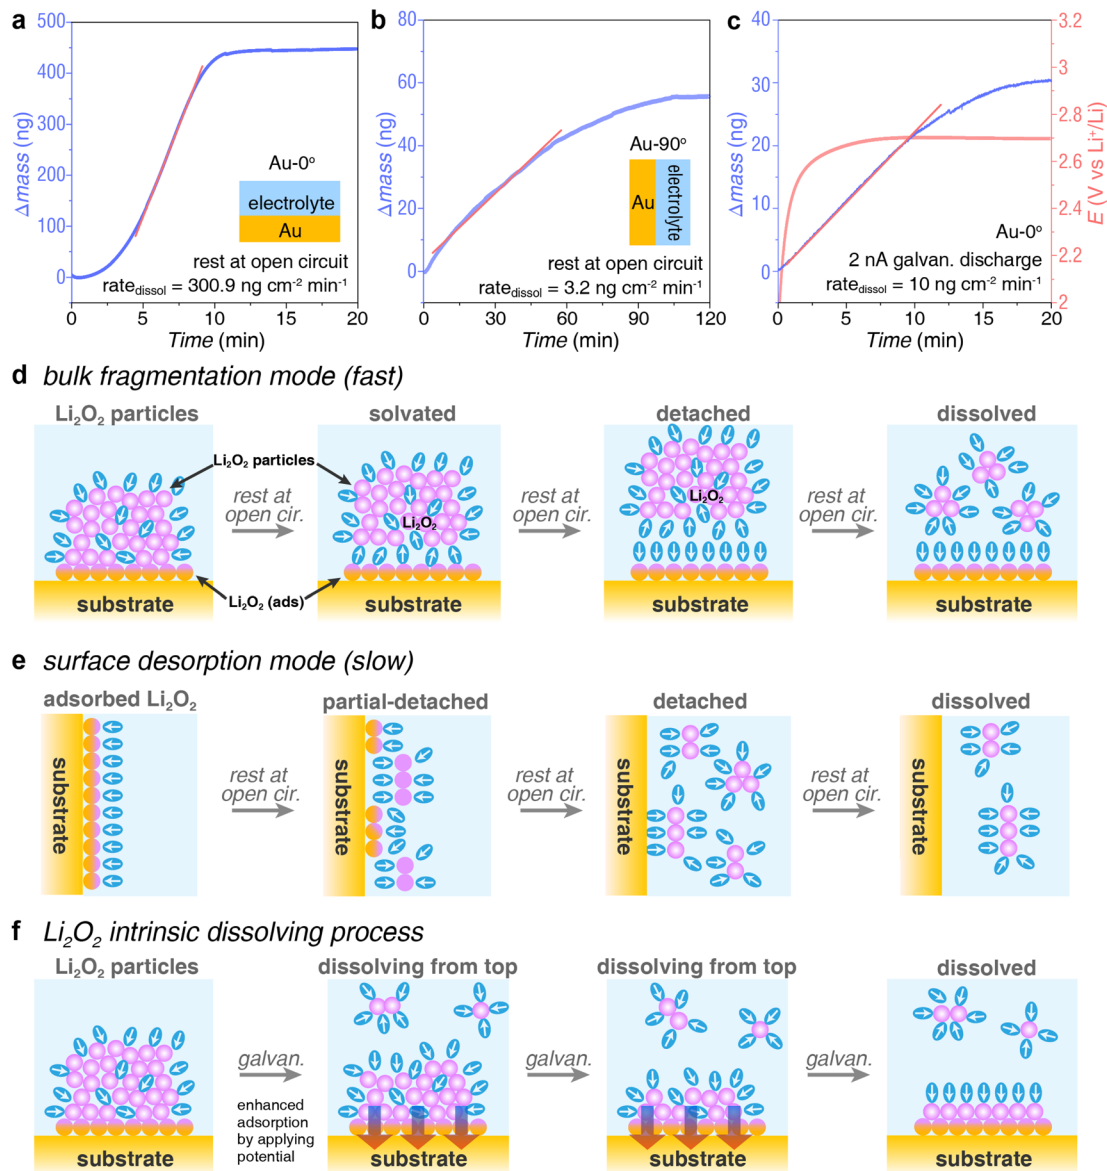 a
500
400
300
200
100
0
Δmass (ng)
Au-0°
electrolyte
Au
rest at open circuit
rate_dissol = 300.9 ng cm⁻² min⁻¹
0 5 10 15 20
Time (min)
b
80
60
40
20
0
Δmass (ng)
Au-90°
Au
electrolyte
rest at open circuit
rate_dissol = 3.2 ng cm⁻² min⁻¹
0 30 60 90 120
Time (min)
c
40
30
20
10
0
Δmass (ng)
3.2
3
2.8
2.6
2.4
2.2
2
E (V vs Li⁺/Li)
Au-0°
2 nA galvan. discharge
rate_dissol = 10 ng cm⁻² min⁻¹
0 5 10 15 20
Time (min)
d bulk fragmentation mode (fast)
Li₂O₂ particles
solvated
detached
dissolved
Li₂O₂ particles
rest at
open cir.
Li₂O₂
rest at
open cir.
Li₂O₂
rest at
open cir.
Li₂O₂ (ads)
substrate
substrate
substrate
substrate
e surface desorption mode (slow)
adsorbed Li₂O₂
partial-detached
detached
dissolved
substrate
rest at
open cir.
substrate
rest at
open cir.
substrate
rest at
open cir.
substrate
f Li₂O₂ intrinsic dissolving process
Li₂O₂ particles
dissolving from top
dissolving from top
dissolved
galvan.
galvan.
galvan.
enhanced
adsorption
by applying
potential
substrate
substrate
substrate
substrate